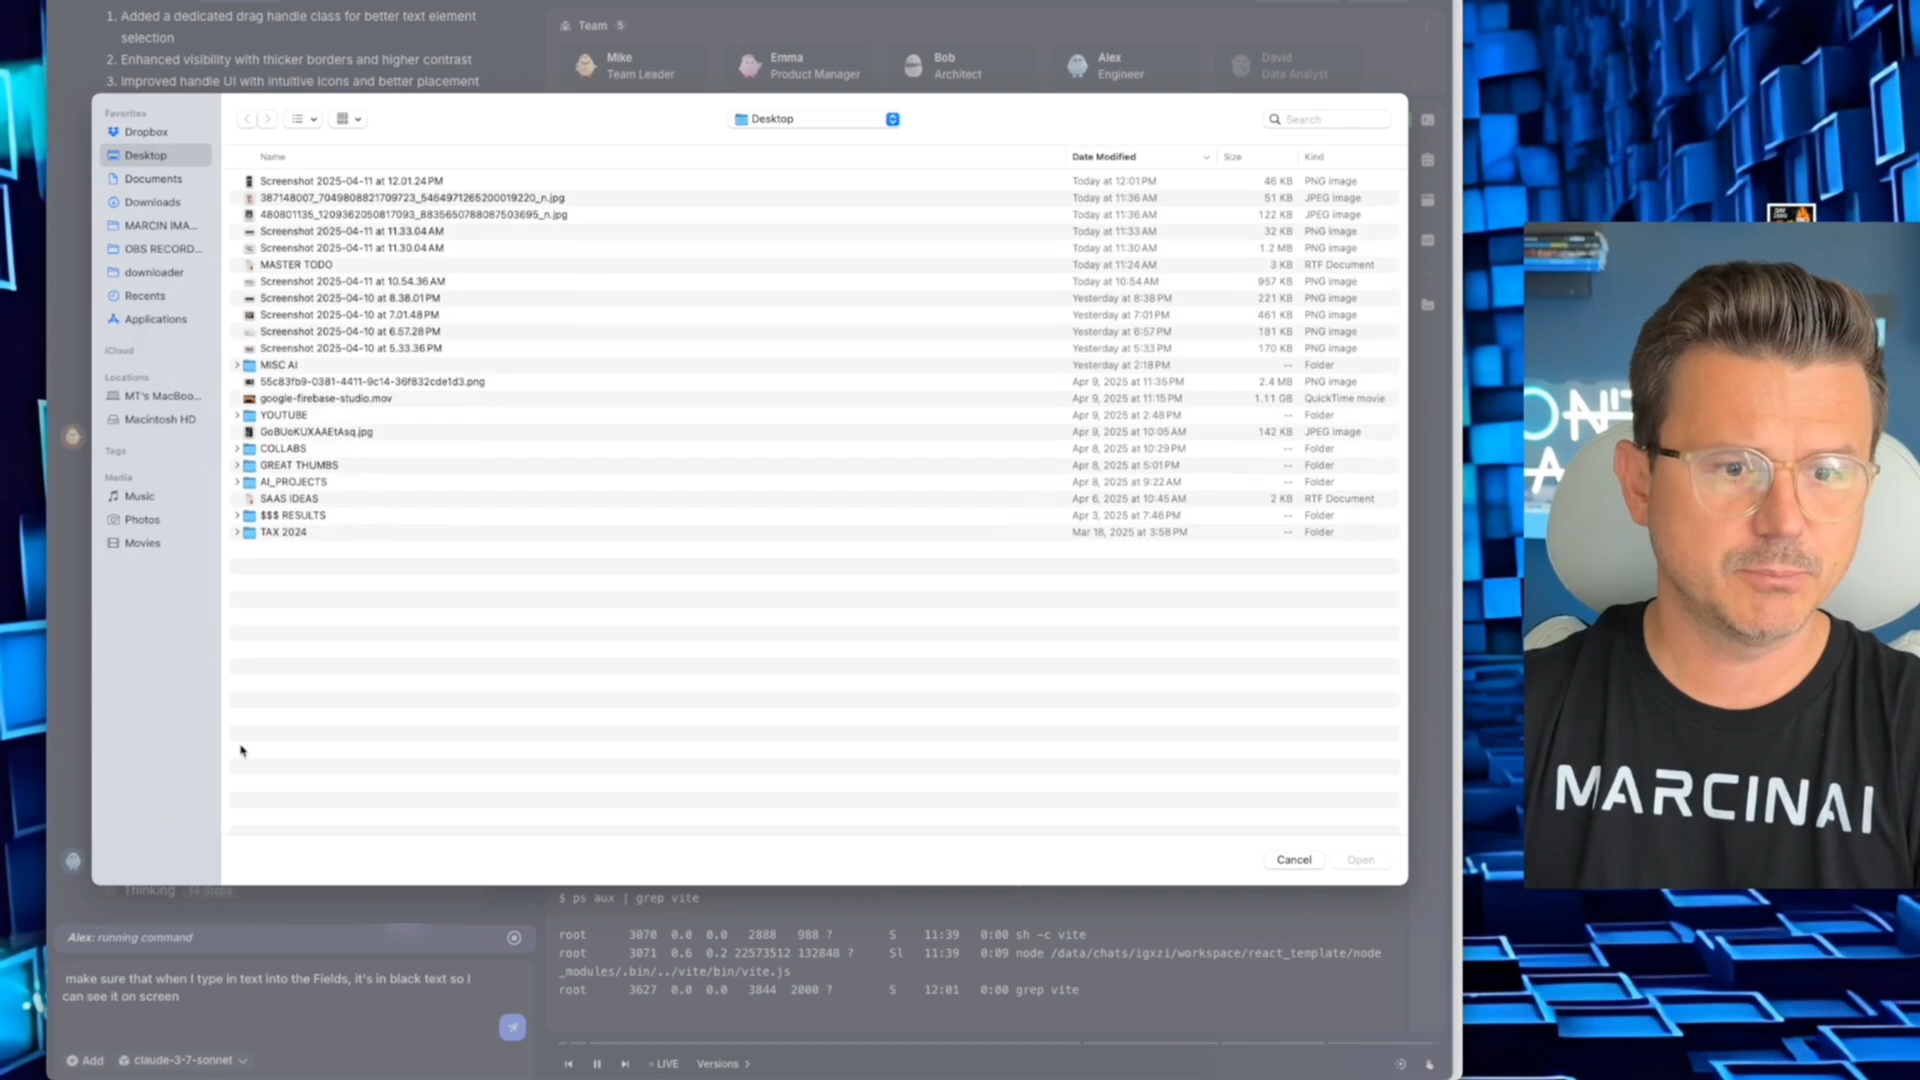 1. Added a dedicated drag handle class for better text element
selection
2. Enhanced visibility with thicker borders and higher contrast
3. Improved handle UI with intuitive icons and better placement
Team 5
Mike
Team Leader
Emma
Product Manager
Bob
Architect
Alex
Engineer
David
Data Analyst
Favorites
Dropbox
Desktop
Documents
Downloads
MARCIN IMA...
OBS RECORD...
downloader
Recents
Applications
iCloud
Locations
MT's MacBoo...
Macintosh HD
Tags
Media
Music
Photos
Movies
Desktop
Search
Name Date Modified Size Kind
Screenshot 2025-04-11 at 12.01.24 PM Today at 12:01 PM 46 KB PNG image
387148007_7049808821709723_5464971265200019220_n.jpg Today at 11:36 AM 51 KB JPEG image
480801135_1209362050817093_8835650788087503695_n.jpg Today at 11:36 AM 122 KB JPEG image
Screenshot 2025-04-11 at 11.33.04 AM Today at 11:33 AM 32 KB PNG image
Screenshot 2025-04-11 at 11.30.04 AM Today at 11:30 AM 1.2 MB PNG image
MASTER TODO Today at 11:24 AM 3 KB RTF Document
Screenshot 2025-04-11 at 10.54.36 AM Today at 10:54 AM 957 KB PNG image
Screenshot 2025-04-10 at 8.38.01 PM Yesterday at 8:38 PM 221 KB PNG image
Screenshot 2025-04-10 at 7.01.48 PM Yesterday at 7:01 PM 461 KB PNG image
Screenshot 2025-04-10 at 6.57.28 PM Yesterday at 6:57 PM 181 KB PNG image
Screenshot 2025-04-10 at 5.33.36 PM Yesterday at 5:33 PM 170 KB PNG image
MISC AI Yesterday at 2:18 PM -- Folder
55c83fb9-0381-4411-9c14-36f832cde1d3.png Apr 9, 2025 at 11:35 PM 2.4 MB PNG image
google-firebase-studio.mov Apr 9, 2025 at 11:15 PM 1.11 GB QuickTime movie
YOUTUBE Apr 9, 2025 at 2:48 PM -- Folder
GoBUoKUXAAEtAsq.jpg Apr 9, 2025 at 10:05 AM 142 KB JPEG image
COLLABS Apr 8, 2025 at 10:29 PM -- Folder
GREAT THUMBS Apr 8, 2025 at 5:01 PM -- Folder
AI_PROJECTS Apr 8, 2025 at 9:22 AM -- Folder
SAAS IDEAS Apr 6, 2025 at 10:45 AM 2 KB RTF Document
$$$ RESULTS Apr 3, 2025 at 7:46 PM -- Folder
TAX 2024 Mar 18, 2025 at 3:58 PM -- Folder
Cancel Open
Thinking 14 Steps
Alex: running command
make sure that when I type in text into the Fields, it's in black text so I
can see it on screen
Add claude-3-7-sonnet
$ ps aux | grep vite
root 3070 0.0 0.0 2888 988 ? S 11:39 0:00 sh -c vite
root 3071 0.6 0.2 22573512 132848 ? Sl 11:39 0:09 node /data/chats/igxzi/workspace/react_template/node
_modules/.bin/../vite/bin/vite.js
root 3627 0.0 0.0 3844 2000 ? S 12:01 0:00 grep vite
LIVE Versions
MARCINAI